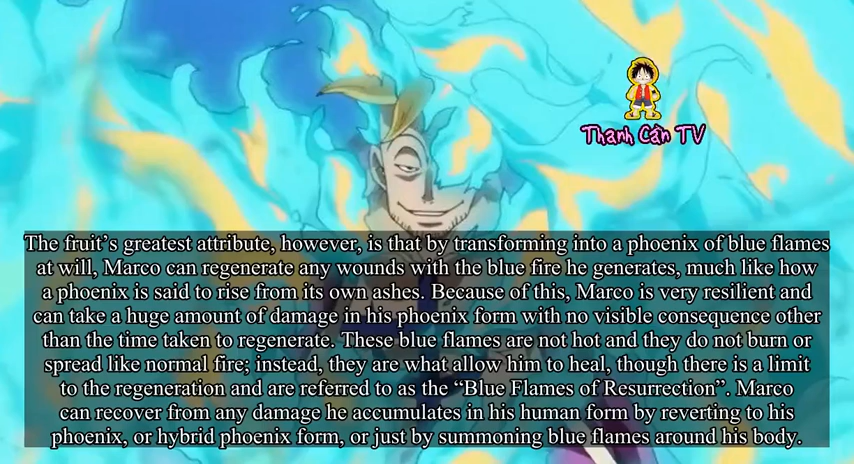 Thanh Cân TV
The fruit’s greatest attribute, however, is that by transforming into a phoenix of blue flames
at will, Marco can regenerate any wounds with the blue fire he generates, much like how
a phoenix is said to rise from its own ashes. Because of this, Marco is very resilient and
can take a huge amount of damage in his phoenix form with no visible consequence other
than the time taken to regenerate. These blue flames are not hot and they do not burn or
spread like normal fire; instead, they are what allow him to heal, though there is a limit
to the regeneration and are referred to as the “Blue Flames of Resurrection”. Marco
can recover from any damage he accumulates in his human form by reverting to his
phoenix, or hybrid phoenix form, or just by summoning blue flames around his body.